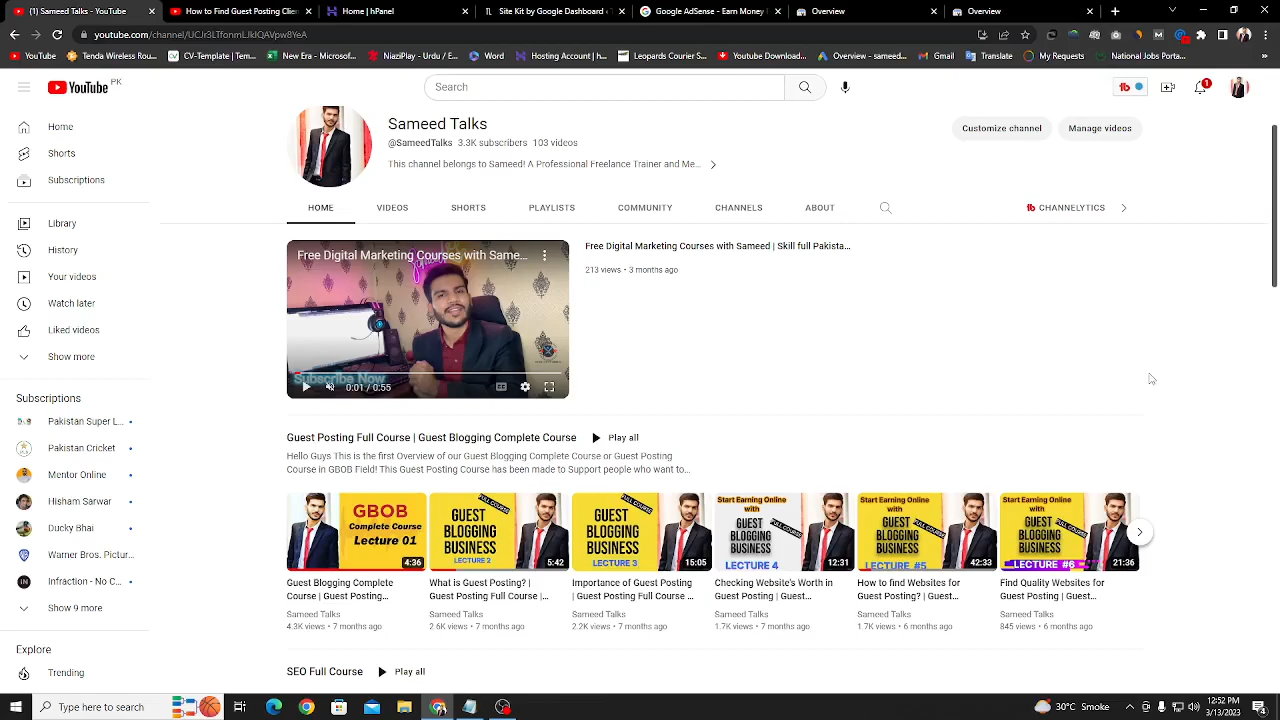 (1) Sameed Talks - YouTube
How to Find Guest Posting Clien
Home | hPanel
Site Kit by Google Dashboard
Google AdSense - Earn Money
Overview
Overview
youtube.com/channel/
YouTube
Teda Wireless Rou...
CV-Template | Tem...
New Era - Microsof...
NiaziPlay - Urdu / E...
Word
Hosting Account | h...
Leopards Courier S...
Youtube Download
Overview - sameem...
Gmail
Google Translate
My Requests
National Jobs Porta...
YouTube PK
Search
1
Home
Shorts
Subscriptions
Library
History
Your videos
Watch later
Liked videos
Show more
Subscriptions
Pakistan Super L...
Pakistan Cricket
Mentor Online
Hisham Sarwar
Ducky Bhai
Warner Bros. Pictur...
Infraction - No C...
Show 9 more
Explore
Trending
Sameed Talks
@SameedTalks 3.3K subscribers 103 videos
This channel belongs to Sameed! A Professional Freelance Trainer and Me...
Customize channel
Manage videos
HOME
VIDEOS
SHORTS
PLAYLISTS
COMMUNITY
CHANNELS
ABOUT
CHANNELYTICS
Free Digital Marketing Courses with Same...
Subscribe Now
0:01 / 0:55
Free Digital Marketing Courses with Sameed | Skill full Pakista...
213 views • 3 months ago
Guest Posting Full Course | Guest Blogging Complete Course
Play all
Hello Guys This is the first Overview of our Guest Blogging Complete Course or Guest Posting
Course in GBOB Field! This Guest Posting Course has been made to Support people who want to...
GBOB
Complete Course
Lecture 01
4:36
Guest Blogging Complete
Course | Guest Posting...
Sameed Talks
4.3K views • 7 months ago
FULL COURSE
GUEST
BLOGGING
BUSINESS
LECTURE 2
5:42
What is Guest Posting? |
Guest Posting Full Course |...
Sameed Talks
2.6K views • 7 months ago
FULL COURSE
GUEST
BLOGGING
BUSINESS
LECTURE 3
15:05
Importance of Guest Posting
| Guest Posting Full Course ...
Sameed Talks
2.2K views • 7 months ago
Start Earning Online
with
FULL COURSE
GUEST
BLOGGING
BUSINESS
LECTURE 4
12:31
Checking Website's Worth in
Guest Posting | Guest...
Sameed Talks
1.7K views • 7 months ago
Start Earning Online
with
FULL COURSE
GUEST
BLOGGING
BUSINESS
LECTURE #5
42:33
How to find Websites for
Guest Posting? | Guest...
Sameed Talks
1.7K views • 6 months ago
Start Earning Online
with
FULL COURSE
GUEST
BLOGGING
BUSINESS
LECTURE #6
21:36
Find Quality Websites for
Guest Posting | Guest...
Sameed Talks
845 views • 6 months ago
SEO Full Course
Play all
Type here to search
30°C Smoke
12:52 PM
3/13/2023